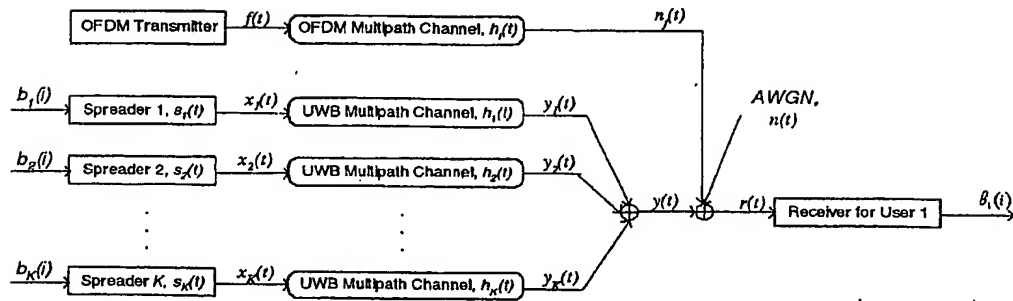 OFDM Transmitter f(t) OFDM Multipath Channel, h_f(t) n_f(t)
b_1(i) Spreader 1, s_1(t) x_1(t) UWB Multipath Channel, h_1(t) y_1(t)
AWGN,
n(t)
b_2(i) Spreader 2, s_2(t) x_2(t) UWB Multipath Channel, h_2(t) y_2(t)
y(t) r(t) Receiver for User 1 θ_1(i)
b_K(i) Spreader K, s_K(t) x_K(t) UWB Multipath Channel, h_K(t) y_K(t)